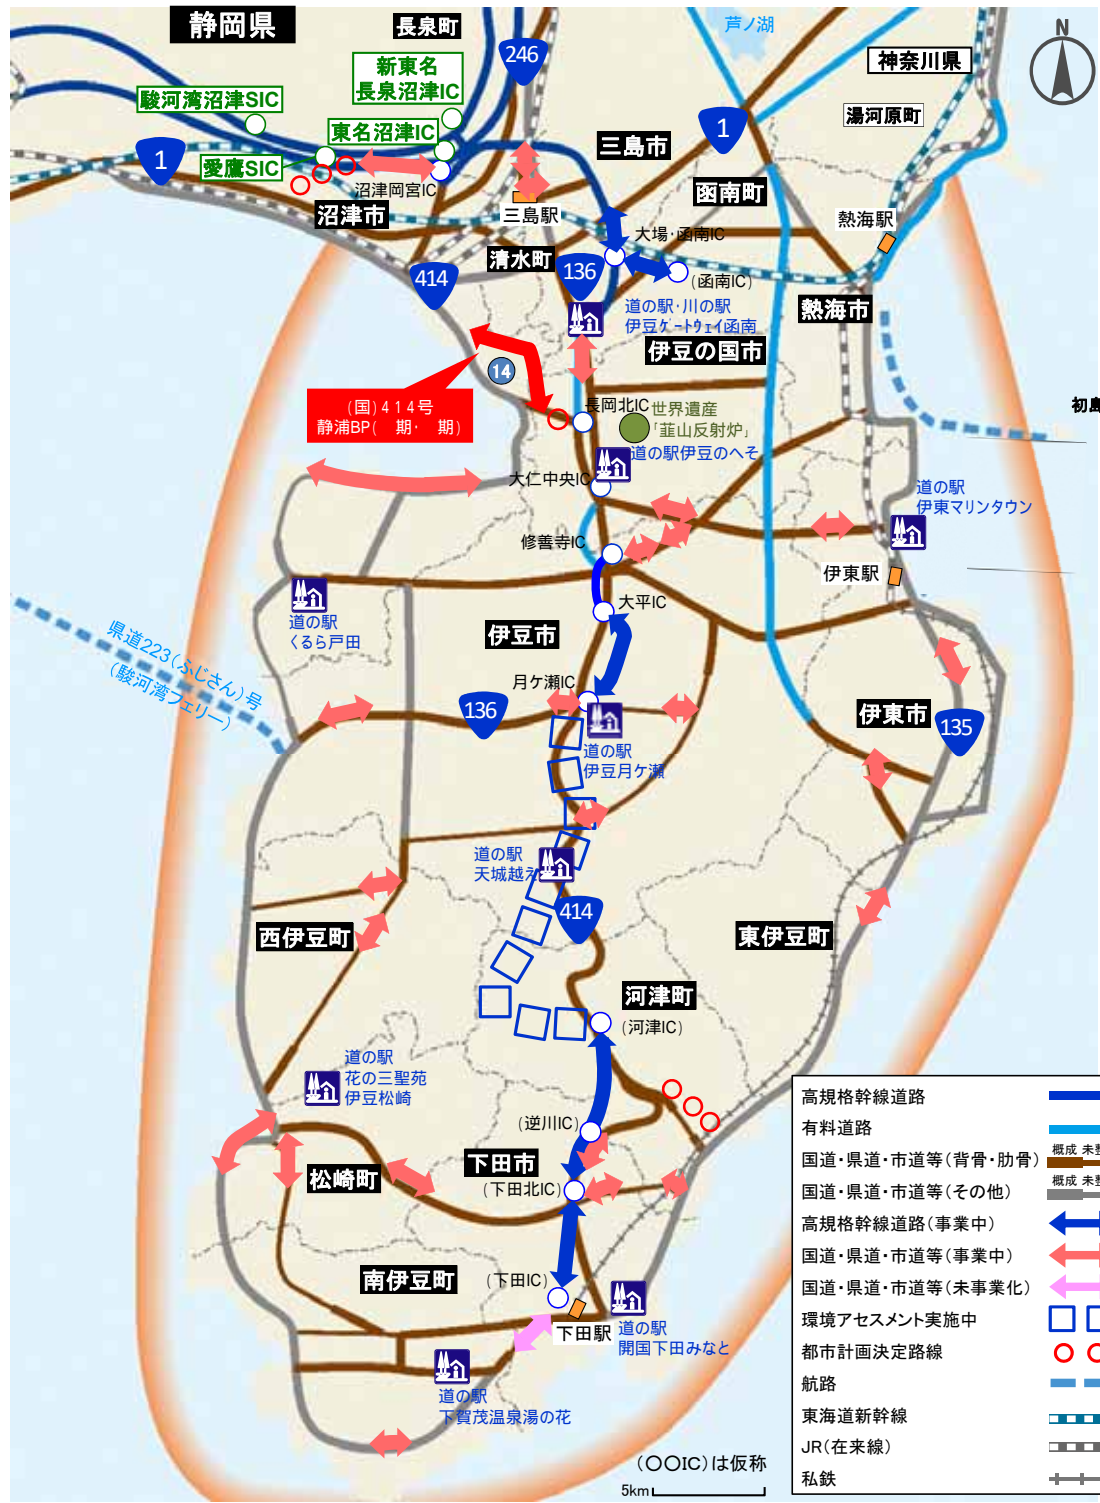 静岡県
長泉町
芦ノ湖
N
246
神奈川県
新東名
長泉沼津IC
駿河湾沼津SIC
湯河原町
東名沼津IC
1
三島市
1
愛鷹SIC
沼津岡宮IC
函南町
沼津市
三島駅
熱海駅
大場・函南IC
清水町
136
(函南IC)
414
道の駅・川の駅
伊豆ゲートウェイ函南
熱海市
伊豆の国市
14
(国)414号
静浦BP( 期・ 期)
長岡北IC
世界遺産
「韮山反射炉」
初島
道の駅伊豆のへそ
大仁中央IC
道の駅
伊東マリンタウン
修善寺IC
伊東駅
大平IC
道の駅
くるら戸田
伊豆市
県道223(ふじさん)号
(駿河湾フェリー)
月ケ瀬IC
136
伊東市
135
道の駅
伊豆月ケ瀬
道の駅
天城越え
414
西伊豆町
東伊豆町
河津町
(河津IC)
道の駅
花の三聖苑
伊豆松崎
(逆川IC)
下田市
松崎町
(下田北IC)
南伊豆町
(下田IC)
下田駅
道の駅
開国下田みなと
道の駅
下賀茂温泉湯の花
(〇〇IC)は仮称
5km
高規格幹線道路
有料道路
国道・県道・市道等(背骨・肋骨)
概成 未整
国道・県道・市道等(その他)
概成 未整
高規格幹線道路(事業中)
国道・県道・市道等(事業中)
国道・県道・市道等(未事業化)
環境アセスメント実施中
都市計画決定路線
航路
東海道新幹線
JR(在来線)
私鉄